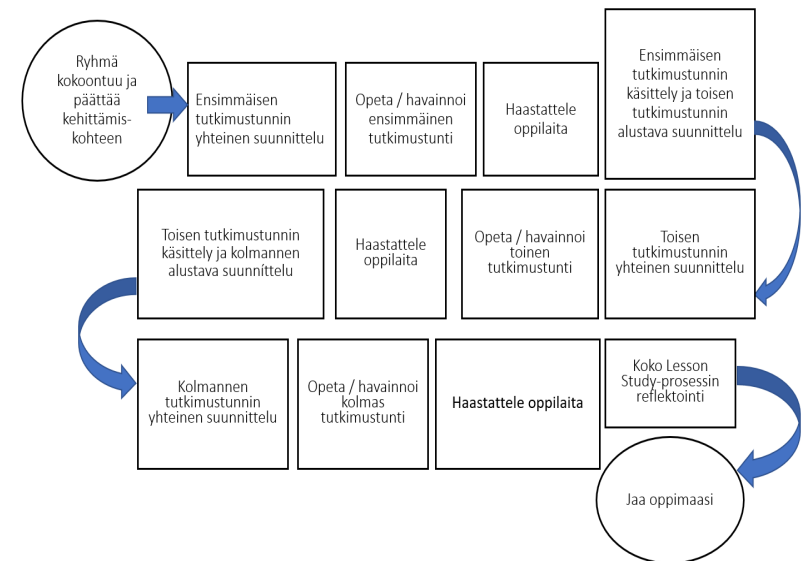 Ryhmä
kokoontuu ja
päättää
kehittämis-
kohteen
Ensimmäisen
tutkimustunnin
yhteinen suunnittelu
Opeta / havainnoi
ensimmäinen
tutkimustunti
Haastattele
oppilaita
Ensimmäisen
tutkimustunnin
käsittely ja toisen
tutkimustunnin
alustava suunnittelu
Toisen
tutkimustunnin
yhteinen suunnittelu
Opeta / havainnoi
toinen
tutkimustunti
Haastattele
oppilaita
Toisen tutkimustunnin
käsittely ja kolmannen
alustava suunníttelu
Kolmannen
tutkimustunnin
yhteinen suunnittelu
Opeta / havainnoi
kolmas
tutkimustunti
Haastattele oppilaita
Koko Lesson
Study-prosessin
reflektointi
Jaa oppimaasi